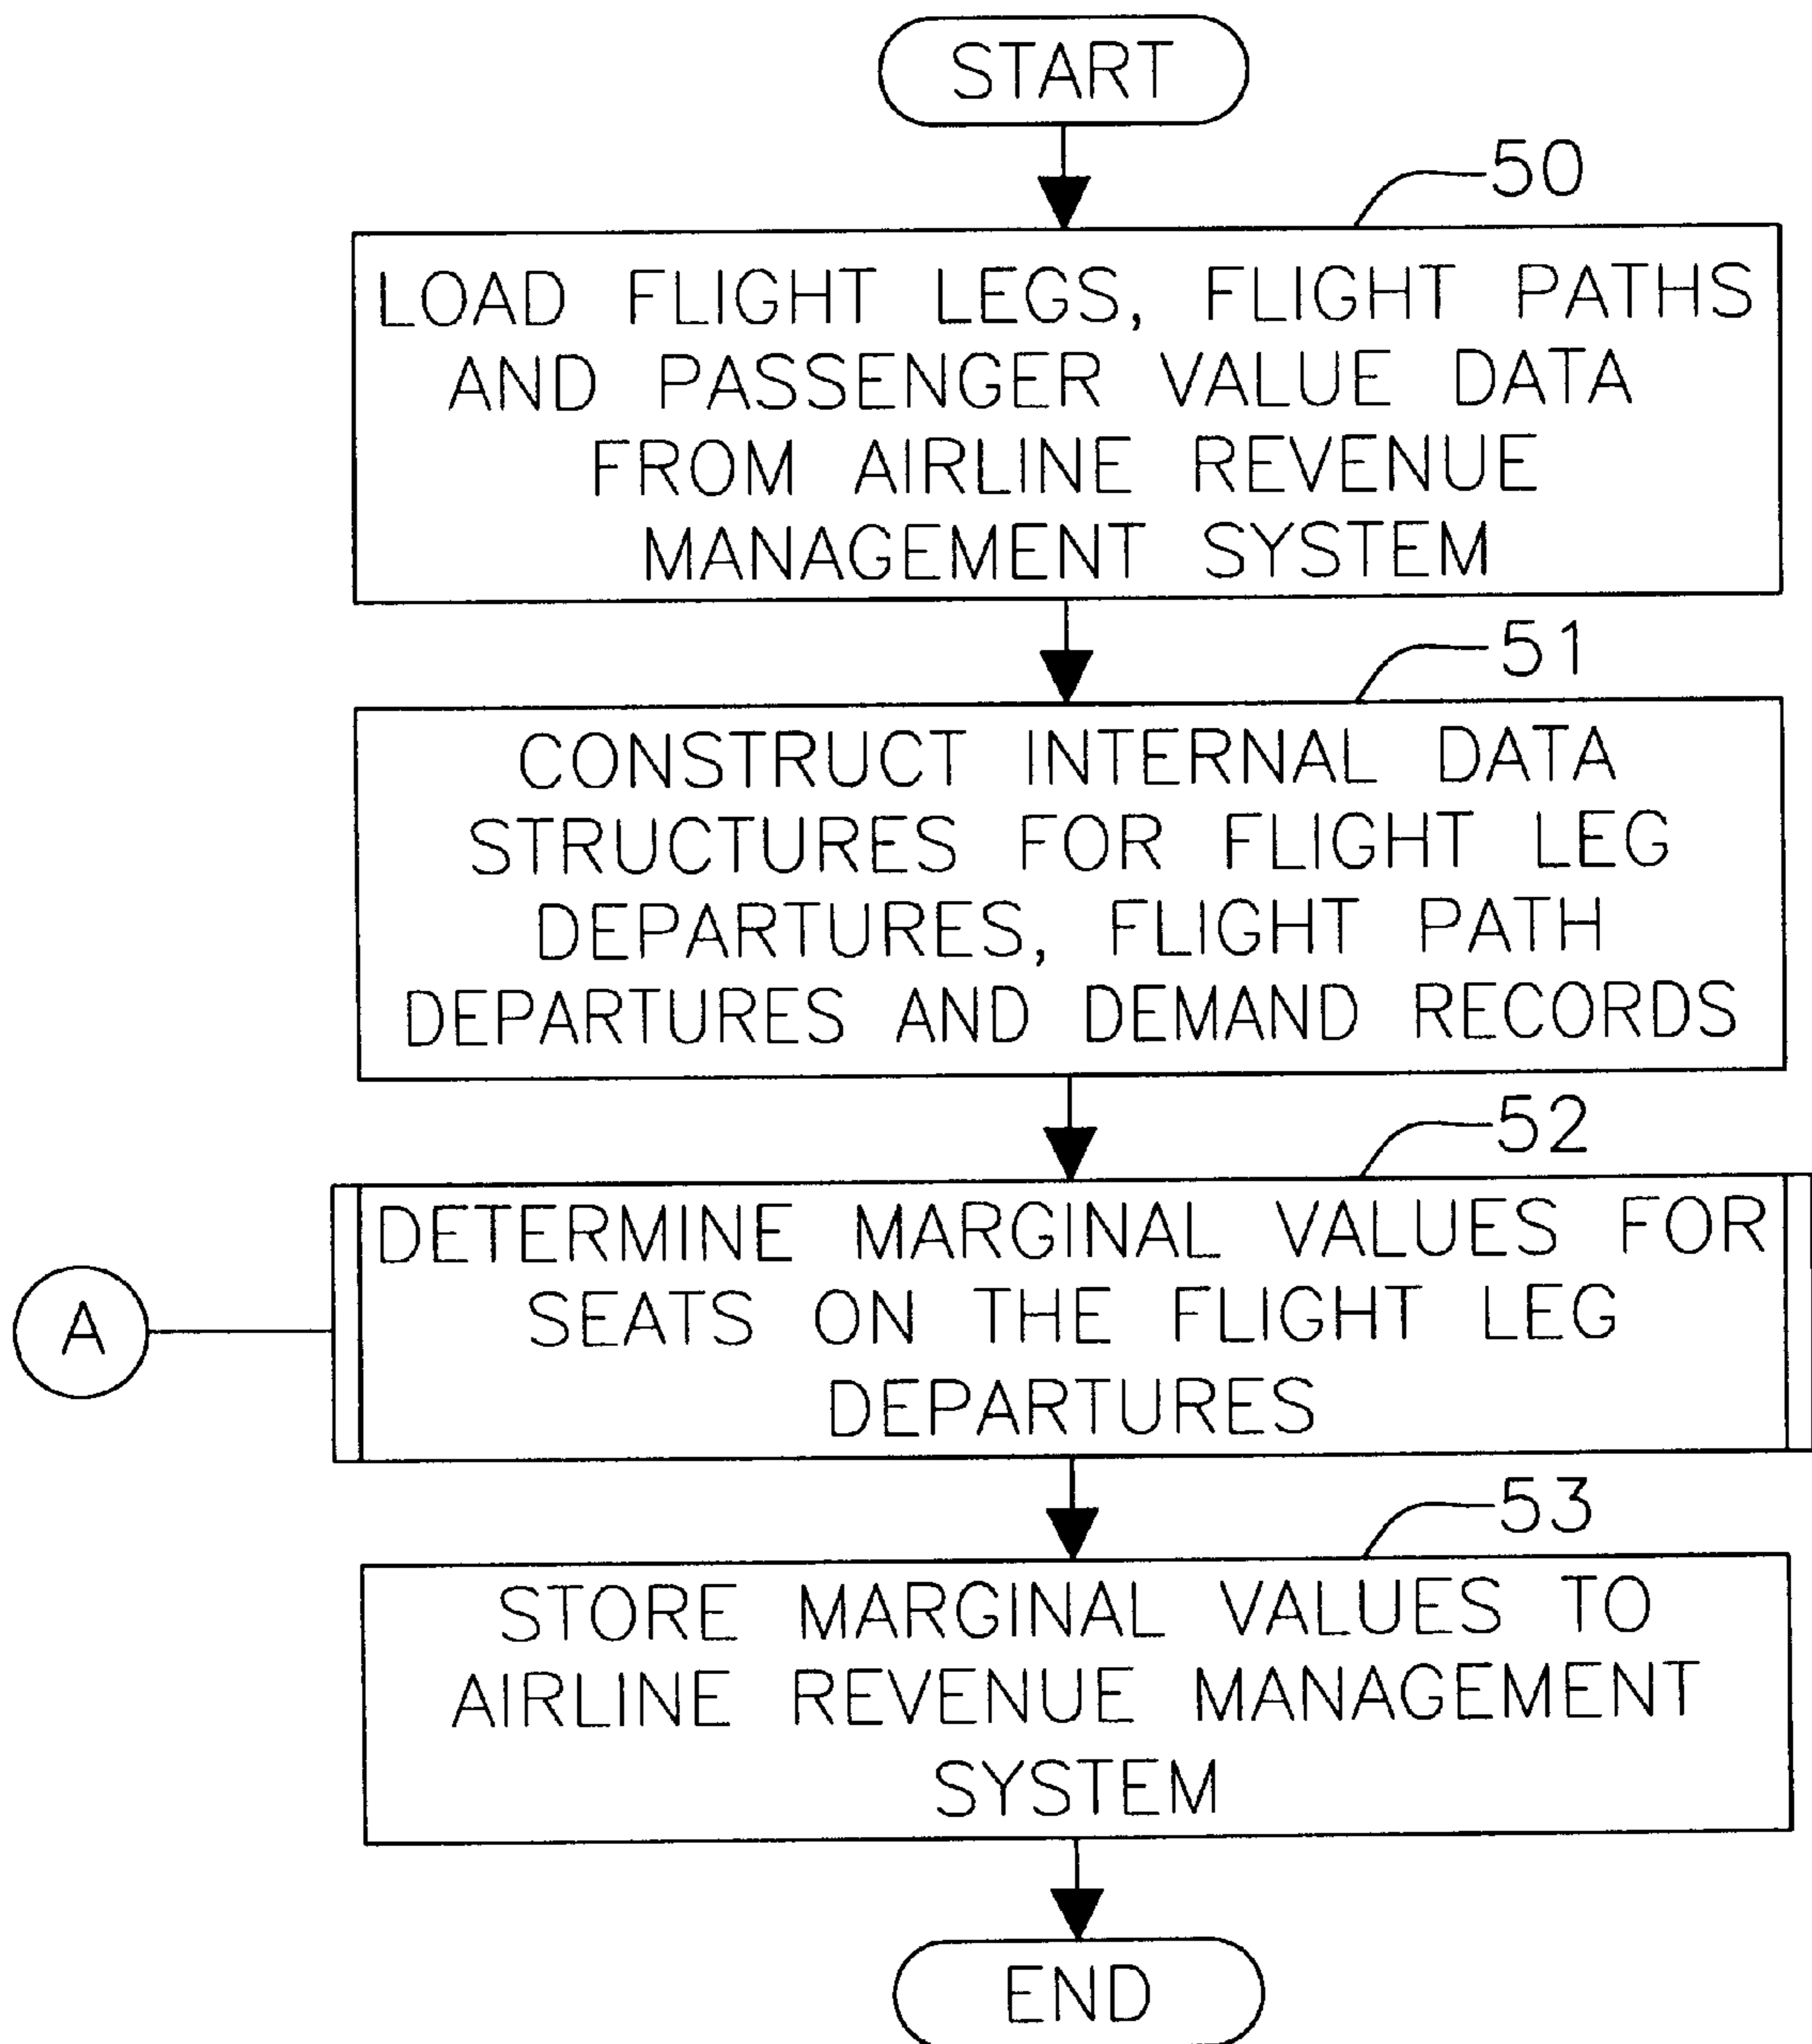 START
50
LOAD FLIGHT LEGS, FLIGHT PATHS
AND PASSENGER VALUE DATA
FROM AIRLINE REVENUE
MANAGEMENT SYSTEM
51
CONSTRUCT INTERNAL DATA
STRUCTURES FOR FLIGHT LEG
DEPARTURES, FLIGHT PATH
DEPARTURES AND DEMAND RECORDS
52
DETERMINE MARGINAL VALUES FOR
SEATS ON THE FLIGHT LEG
DEPARTURES
A
53
STORE MARGINAL VALUES TO
AIRLINE REVENUE MANAGEMENT
SYSTEM
END